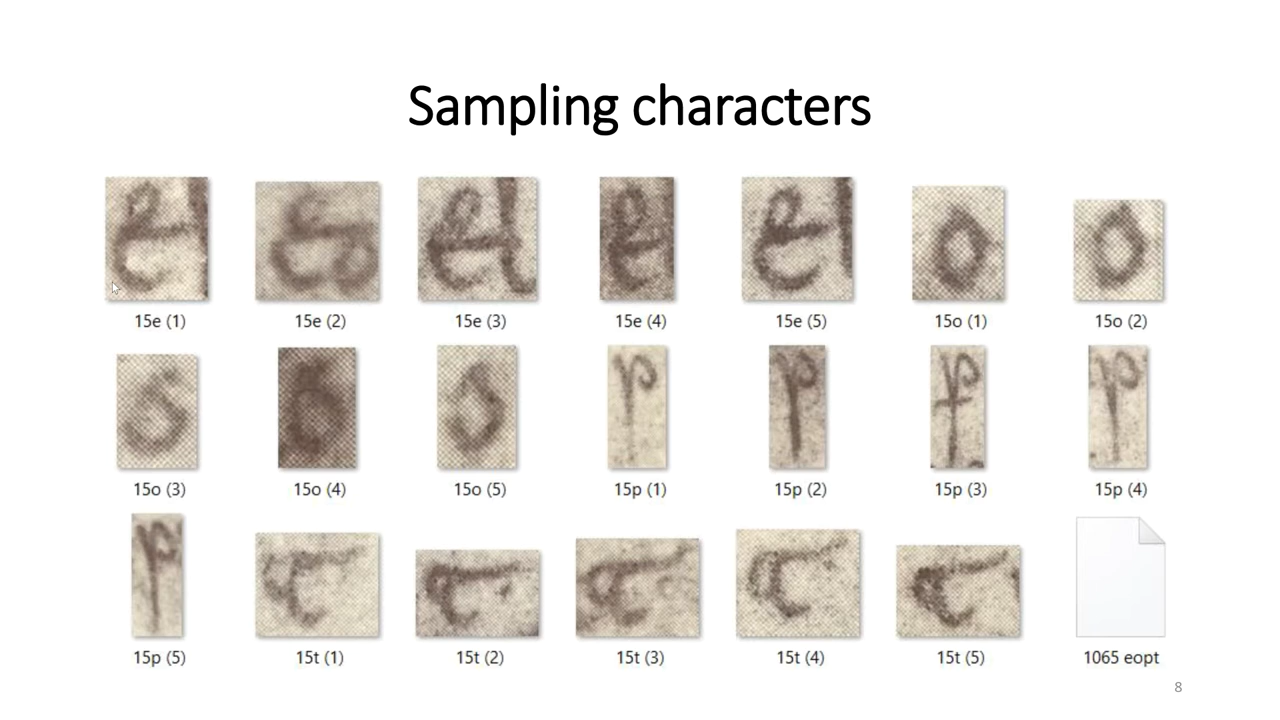 Sampling characters
15e (1) 15e (2) 15e (3) 15e (4) 15e (5) 15o (1) 15o (2)
15o (3) 15o (4) 15o (5) 15p (1) 15p (2) 15p (3) 15p (4)
15p (5) 15t (1) 15t (2) 15t (3) 15t (4) 15t (5) 1065 eopt
8